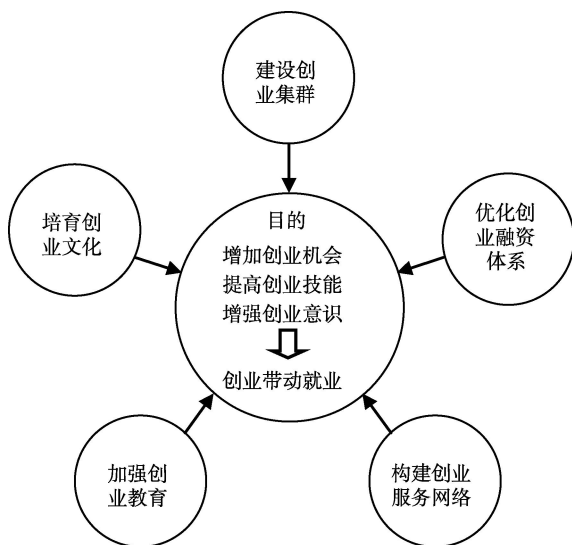 建设创
业集群
培育创
业文化
优化创
业融资
体系
目的
增加创业机会
提高创业技能
增强创业意识
创业带动就业
加强创
业教育
构建创业
服务网络